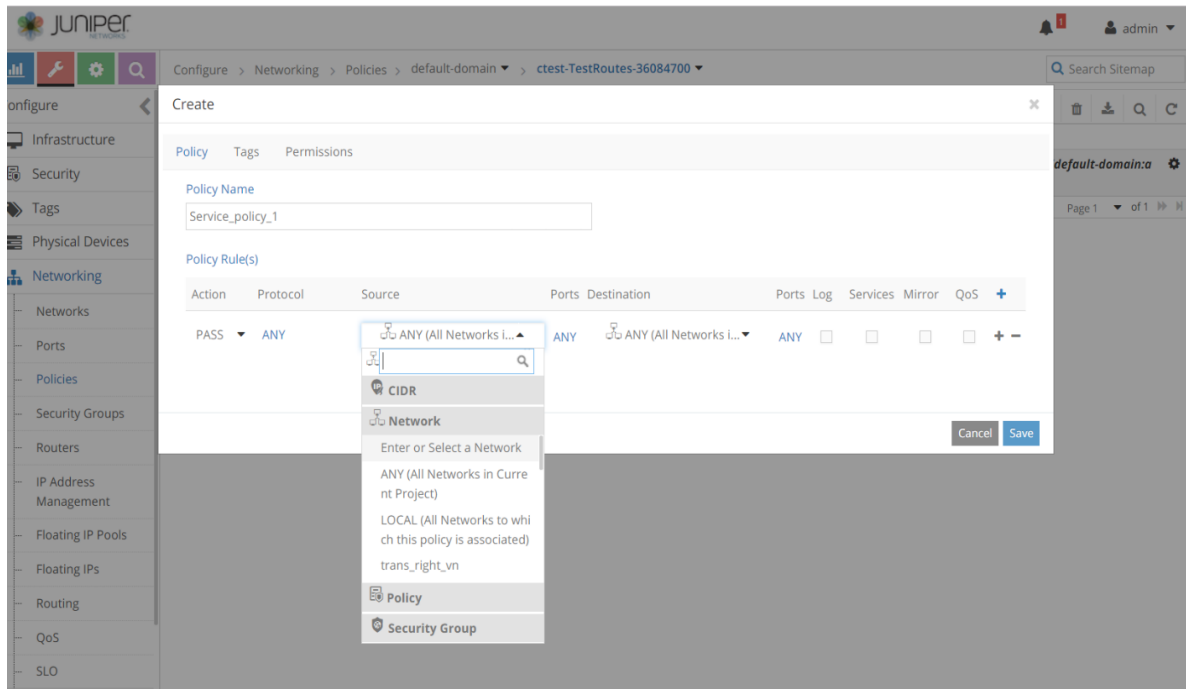 JUNIPER
NETWORKS
1
admin
Configure > Networking > Policies > default-domain > ctest-TestRoutes-36084700
Search Sitemap
onfigure
Create
×
Infrastructure
Policy Tags Permissions
Security
default-domain:a
Policy Name
Tags
Service_policy_1
Page 1 of 1
Physical Devices
Policy Rule(s)
Networking
Action Protocol Source Ports Destination Ports Log Services Mirror QoS +
Networks
PASS ANY ANY (All Networks i... ANY ANY (All Networks i... ANY + −
Ports
Policies
IP CIDR
Security Groups
Network
Cancel Save
Routers
Enter or Select a Network
ANY (All Networks in Curre
nt Project)
IP Address
Management
LOCAL (All Networks to whi
ch this policy is associated)
Floating IP Pools
Floating IPs
trans_right_vn
Routing
Policy
QoS
Security Group
SLO